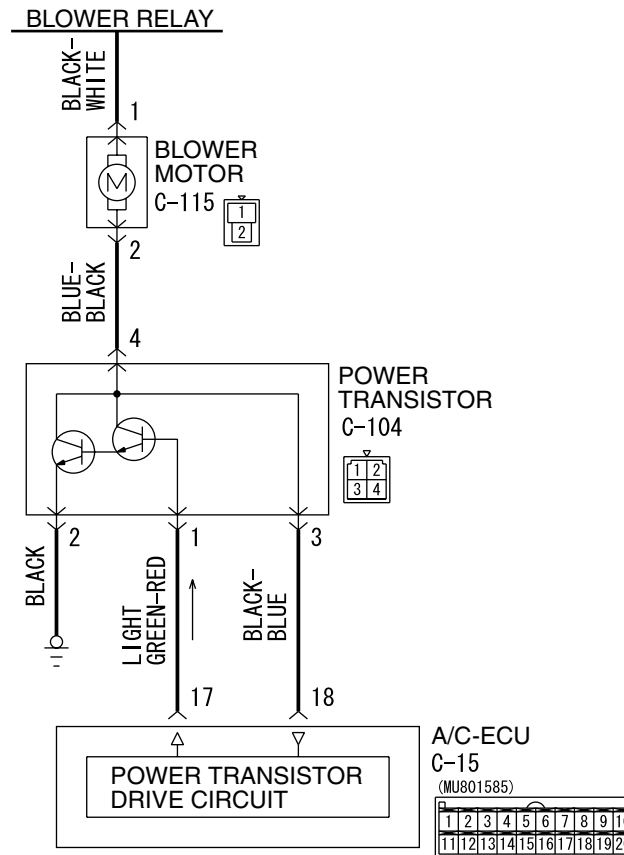 BLOWER RELAY
BLACK-
WHITE
1
BLOWER
MOTOR
C-115
M
1
2
2
BLUE-
BLACK
4
POWER
TRANSISTOR
C-104
1 2
3 4
2
1
3
BLACK
LIGHT
GREEN-RED
BLACK-
BLUE
17
18
A/C-ECU
C-15
(MU801585)
POWER TRANSISTOR
DRIVE CIRCUIT
1 2 3 4 5 6 7 8 9
11 12 13 14 15 16 17 18 19